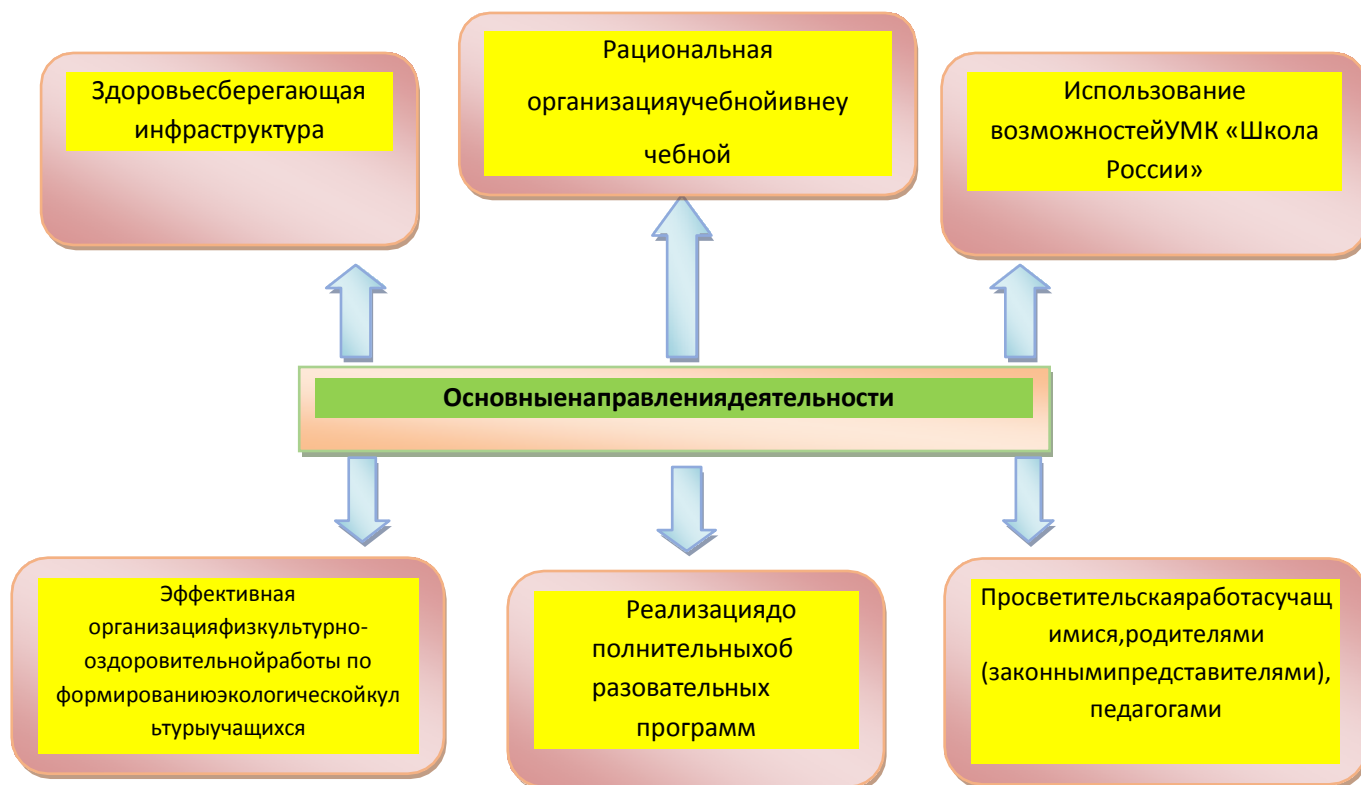 Здоровьесберегающая
инфраструктура
Рациональная
организацияучебнойивнеу
чебной
Использование
возможностейУМК «Школа
России»
Основныенаправлениядеятельности
Эффективная
организацияфизкультурно-
оздоровительнойработы по
формированиюэкологическойкул
ьтурыучащихся
Реализациядо
полнительныхоб
разовательных
программ
Просветительскаяработасучащ
имися,родителями
(законнымипредставителями),
педагогами